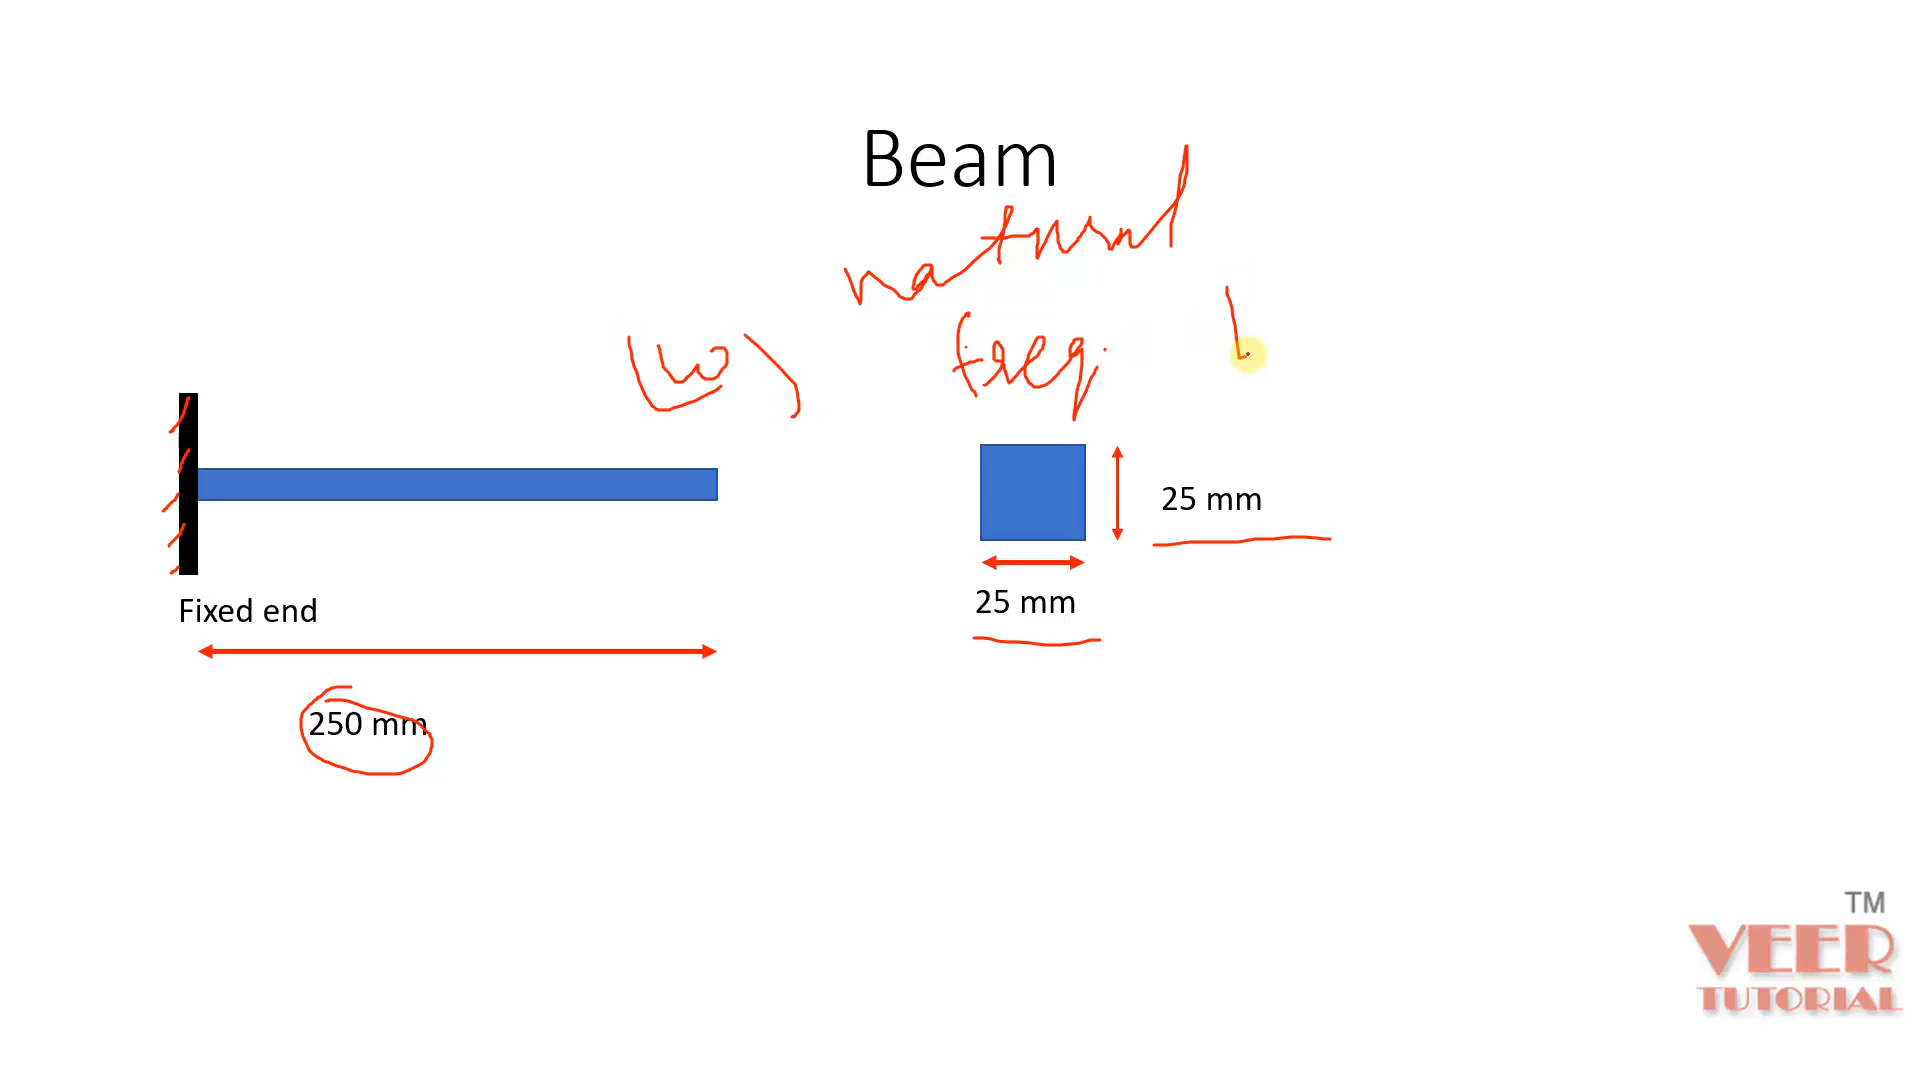 Beam
natural
freq.
(ω)
25 mm
Fixed end
25 mm
250 mm
TM
VEER
TUTORIAL